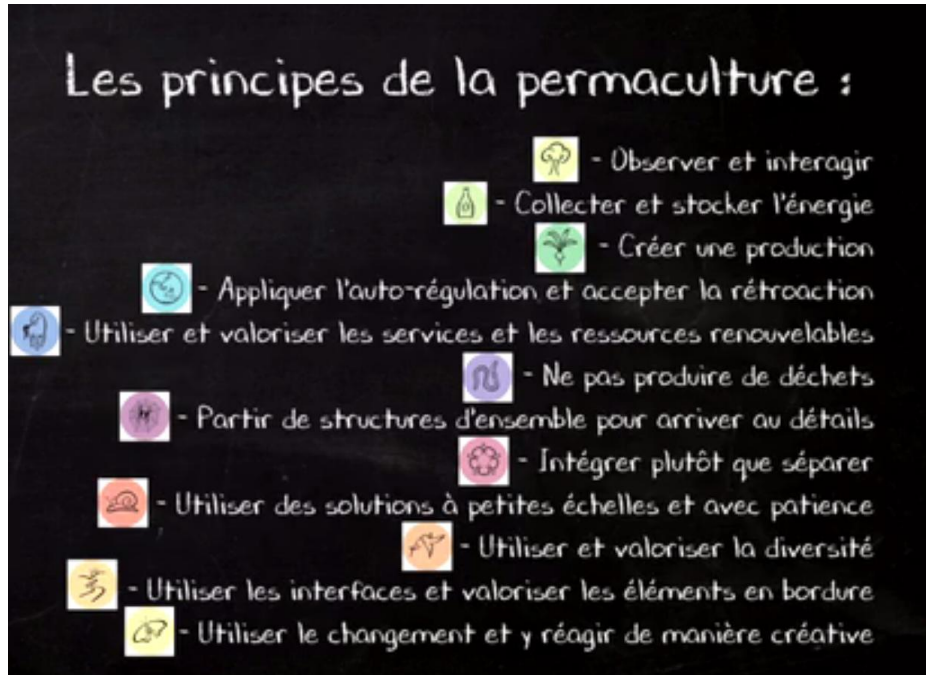 Les principes de la permaculture :
- Observer et interagir
- Collecter et stocker l'énergie
- Créer une production
- Appliquer l'auto-régulation et accepter la rétroaction
- Utiliser et valoriser les services et les ressources renouvelables
- Ne pas produire de déchets
- Partir de structures d'ensemble pour arriver au détails
- Intégrer plutôt que séparer
- Utiliser des solutions à petites échelles et avec patience
- Utiliser et valoriser la diversité
- Utiliser les interfaces et valoriser les éléments en bordure
- Utiliser le changement et y réagir de manière créative